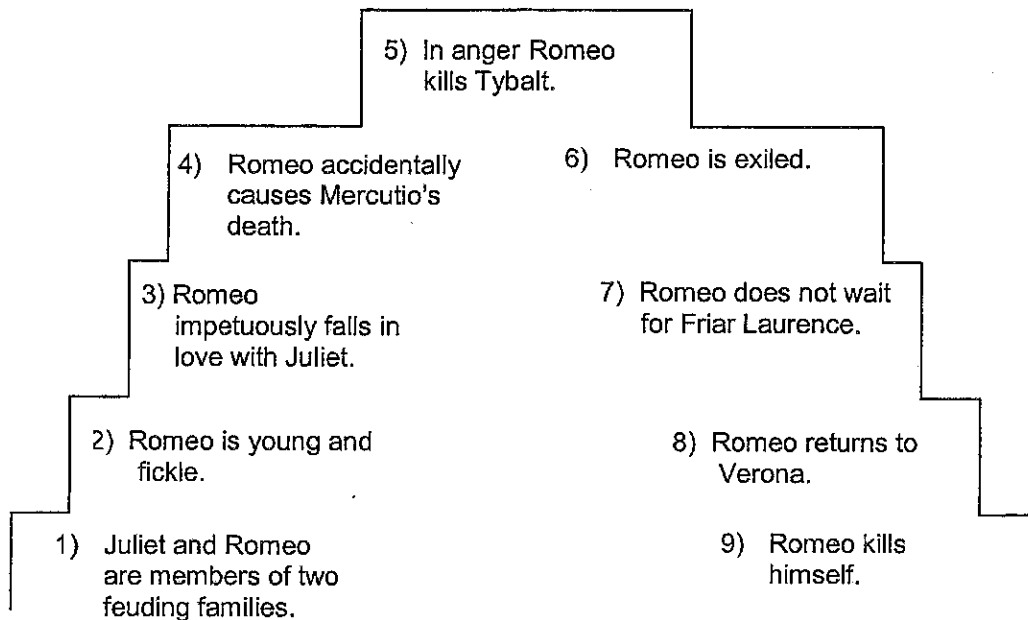 5) In anger Romeo
kills Tybalt.
4) Romeo accidentally
causes Mercutio's
death.
6) Romeo is exiled.
3) Romeo
impetuously falls in
love with Juliet.
7) Romeo does not wait
for Friar Laurence.
2) Romeo is young and
fickle.
8) Romeo returns to
Verona.
1) Juliet and Romeo
are members of two
feuding families.
9) Romeo kills
himself.